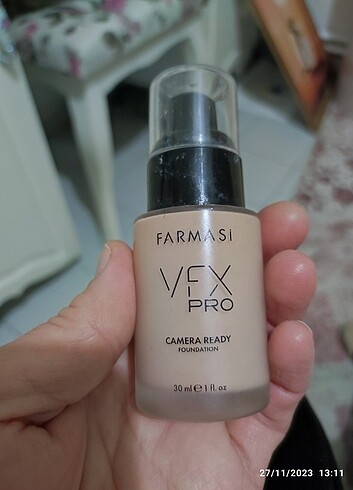 FARMASİ
VFX
PRO
CAMERA READY
FOUNDATION
30 ml ℮ 1 fl. oz
27/11/2023 13:11